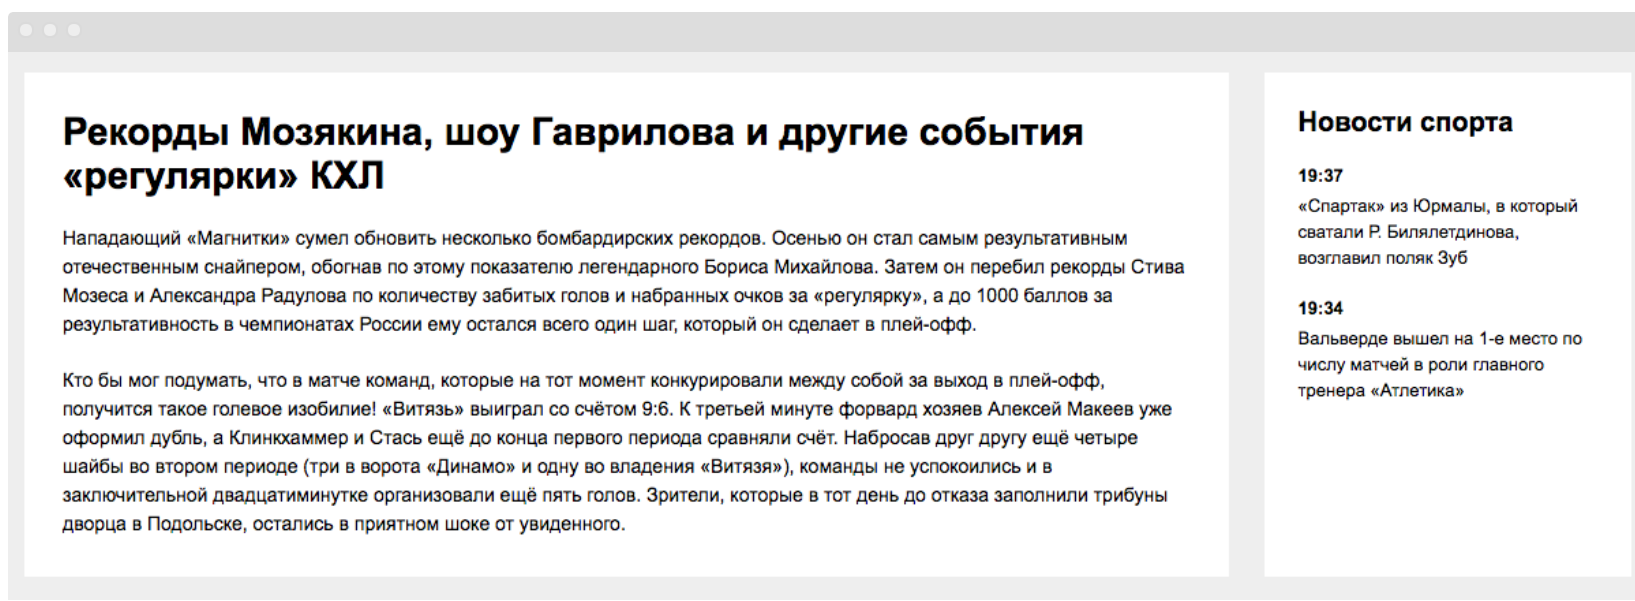 Рекорды Мозякина, шоу Гаврилова и другие события
«регулярки» КХЛ
Нападающий «Магнитки» сумел обновить несколько бомбардирских рекордов. Осенью он стал самым результативным
отечественным снайпером, обогнав по этому показателю легендарного Бориса Михайлова. Затем он перебил рекорды Стива
Мозеса и Александра Радулова по количеству забитых голов и набранных очков за «регулярку», а до 1000 баллов за
результативность в чемпионатах России ему остался всего один шаг, который он сделает в плей-офф.
Кто бы мог подумать, что в матче команд, которые на тот момент конкурировали между собой за выход в плей-офф,
получится такое голевое изобилие! «Витязь» выиграл со счётом 9:6. К третьей минуте форвард хозяев Алексей Макеев уже
оформил дубль, а Клинкхаммер и Стась ещё до конца первого периода сравняли счёт. Набросав друг другу ещё четыре
шайбы во втором периоде (три в ворота «Динамо» и одну во владения «Витязя»), команды не успокоились и в
заключительной двадцатиминутке организовали ещё пять голов. Зрители, которые в тот день до отказа заполнили трибуны
дворца в Подольске, остались в приятном шоке от увиденного.
Новости спорта
19:37
«Спартак» из Юрмалы, в который
сватали Р. Билялетдинова,
возглавил поляк Зуб
19:34
Вальверде вышел на 1-е место по
числу матчей в роли главного
тренера «Атлетика»